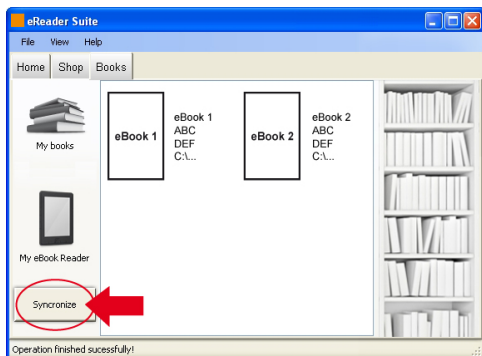 eReader Suite
File View Help
Home Shop Books
My books
eBook 1
eBook 1
ABC
DEF
C:\...
eBook 2
eBook 2
ABC
DEF
C:\...
My eBook Reader
Syncronize
Operation finished sucessfully!